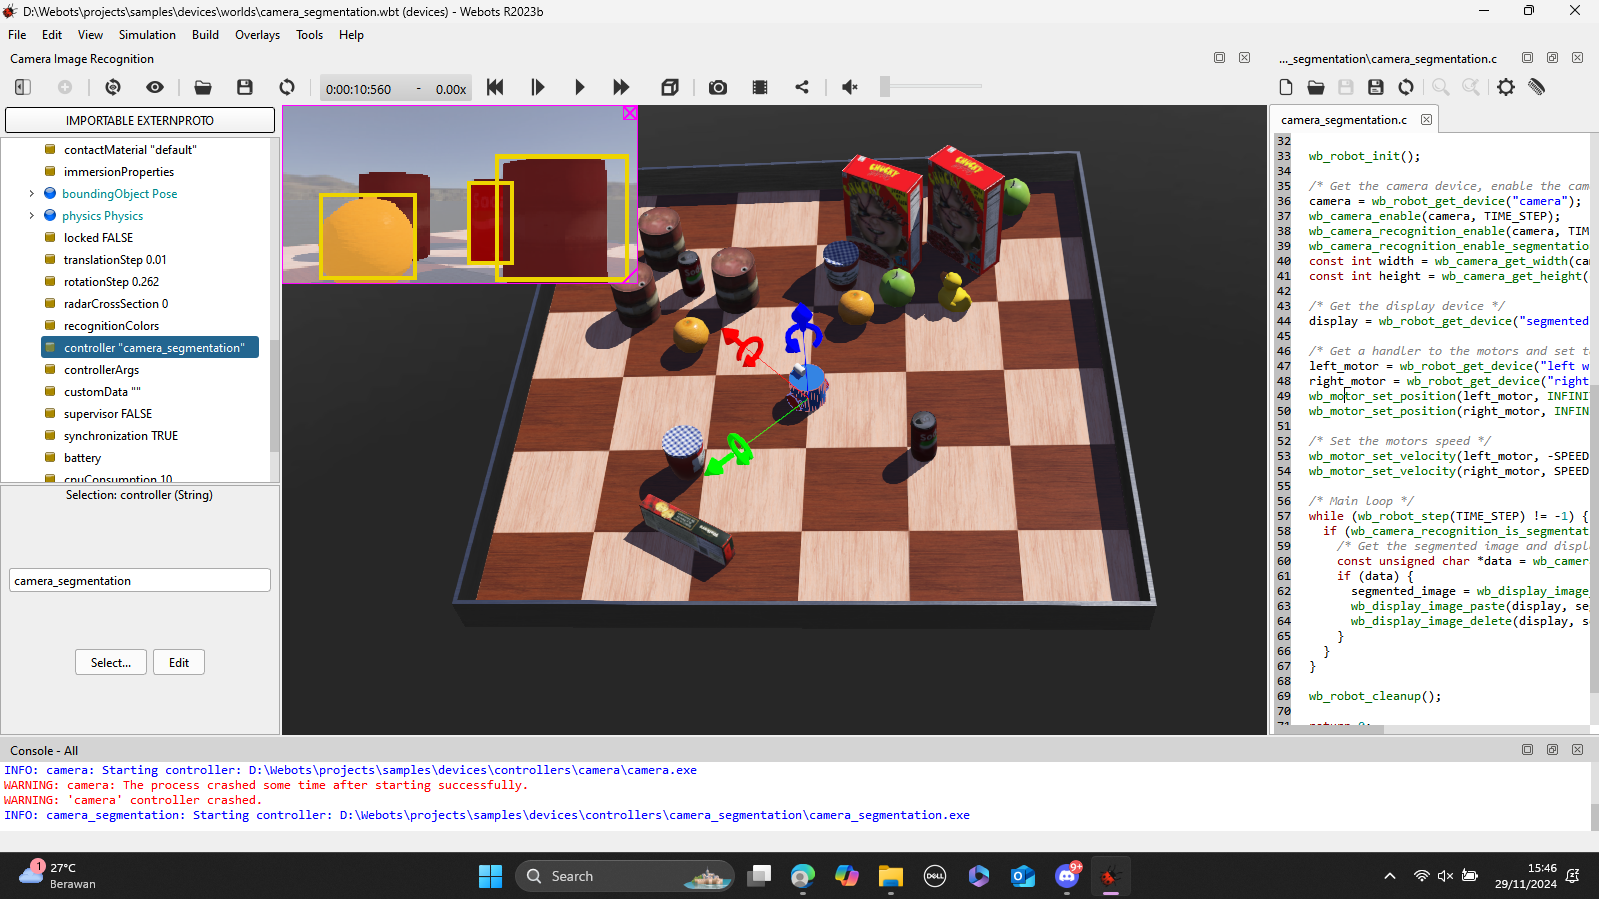 D:\Webots\projects\samples\devices\worlds\camera_segmentation.wbt (devices) - Webots R2023b
File Edit View Simulation Build Overlays Tools Help
Camera Image Recognition
..._segmentation\camera_segmentation.c
0:00:10:560 - 0.00x
IMPORTABLE EXTERNPROTO
contactMaterial "default"
immersionProperties
boundingObject Pose
physics Physics
locked FALSE
translationStep 0.01
rotationStep 0.262
radarCrossSection 0
recognitionColors
controller "camera_segmentation"
controllerArgs
customData ""
supervisor FALSE
synchronization TRUE
battery
cpuConsumption 10
Selection: controller (String)
camera_segmentation
Select... Edit
camera_segmentation.c
32
33 wb_robot_init();
34
35 /* Get the camera device, enable the cam
36 camera = wb_robot_get_device("camera");
37 wb_camera_enable(camera, TIME_STEP);
38 wb_camera_recognition_enable(camera, TIM
39 wb_camera_recognition_enable_segmentatio
40 const int width = wb_camera_get_width(ca
41 const int height = wb_camera_get_height(
42
43 /* Get the display device */
44 display = wb_robot_get_device("segmented
45
46 /* Get a handler to the motors and set t
47 left_motor = wb_robot_get_device("left w
48 right_motor = wb_robot_get_device("right
49 wb_motor_set_position(left_motor, INFINI
50 wb_motor_set_position(right_motor, INFIN
51
52 /* Set the motors speed */
53 wb_motor_set_velocity(left_motor, -SPEED
54 wb_motor_set_velocity(right_motor, SPEED
55
56 /* Main loop */
57 while (wb_robot_step(TIME_STEP) != -1) {
58 if (wb_camera_recognition_is_segmentat
59 /* Get the segmented image and displ
60 const unsigned char *data = wb_camer
61 if (data) {
62 segmented_image = wb_display_image_
63 wb_display_image_paste(display, se
64 wb_display_image_delete(display, s
65 }
66 }
67 }
68
69 wb_robot_cleanup();
70
71 return 0;
Console - All
INFO: camera: Starting controller: D:\Webots\projects\samples\devices\controllers\camera\camera.exe
WARNING: camera: The process crashed some time after starting successfully.
WARNING: 'camera' controller crashed.
INFO: camera_segmentation: Starting controller: D:\Webots\projects\samples\devices\controllers\camera_segmentation\camera_segmentation.exe
1
27°C
Berawan
Search
DELL
9+
15:46
29/11/2024